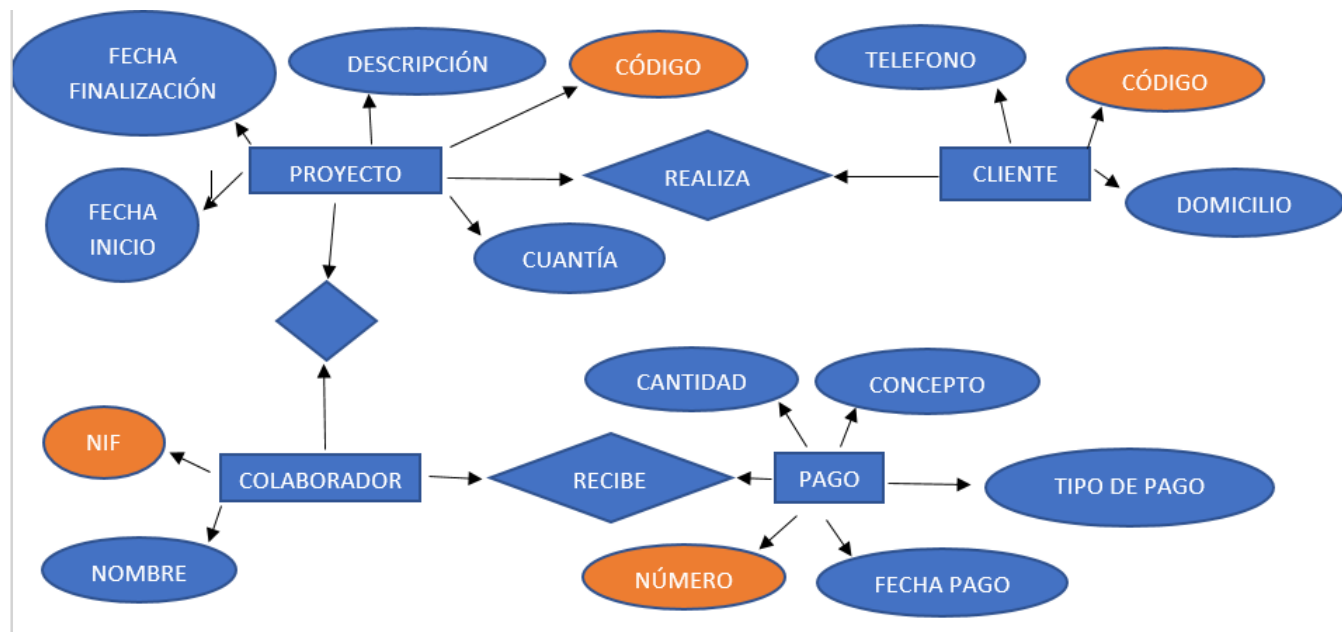 FECHA
FINALIZACIÓN
DESCRIPCIÓN
CÓDIGO
TELEFONO
CÓDIGO
PROYECTO
REALIZA
CLIENTE
FECHA
INICIO
CUANTÍA
DOMICILIO
CANTIDAD
CONCEPTO
NIF
COLABORADOR
RECIBE
PAGO
TIPO DE PAGO
NOMBRE
NÚMERO
FECHA PAGO